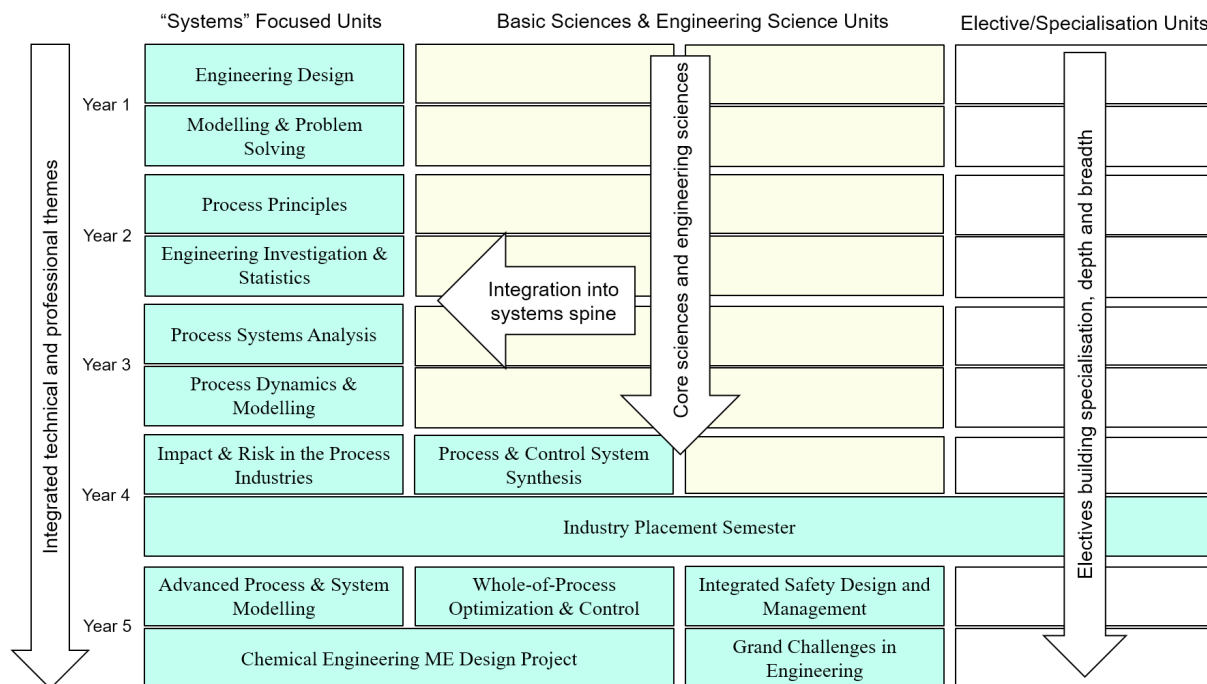 “Systems” Focused Units
Basic Sciences & Engineering Science Units
Elective/Specialisation Units
Integrated technical and professional themes
Year 1
Engineering Design
Modelling & Problem
Solving
Year 2
Process Principles
Engineering Investigation &
Statistics
Year 3
Process Systems Analysis
Process Dynamics &
Modelling
Integration into
systems spine
Core sciences and engineering sciences
Electives building specialisation, depth and breadth
Year 4
Impact & Risk in the Process
Industries
Process & Control System
Synthesis
Industry Placement Semester
Year 5
Advanced Process & System
Modelling
Whole-of-Process
Optimization & Control
Integrated Safety Design and
Management
Chemical Engineering ME Design Project
Grand Challenges in
Engineering